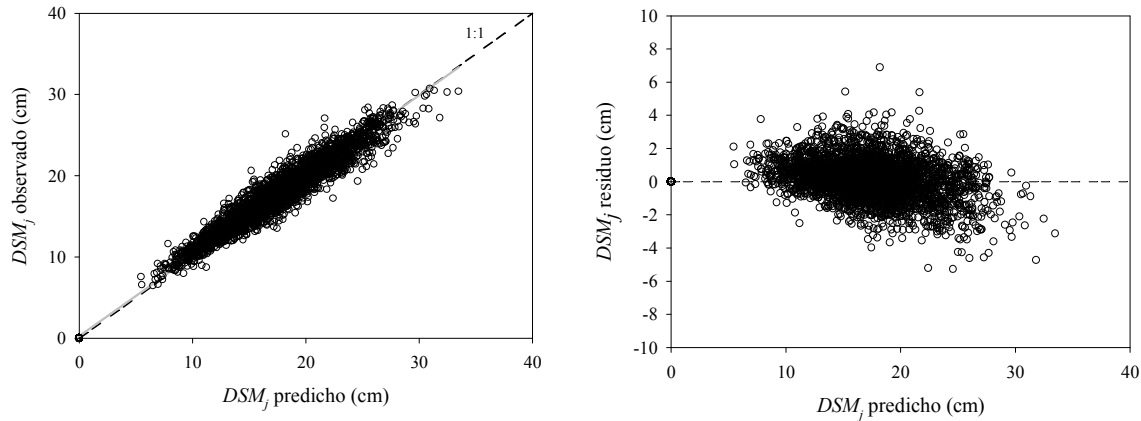 40
30
20
10
0
DSMj observado (cm)
1:1
0 10 20 30 40
DSMj predicho (cm)
10
8
6
4
2
0
-2
-4
-6
-8
-10
DSMj residuo (cm)
0 10 20 30 40
DSMj predicho (cm)